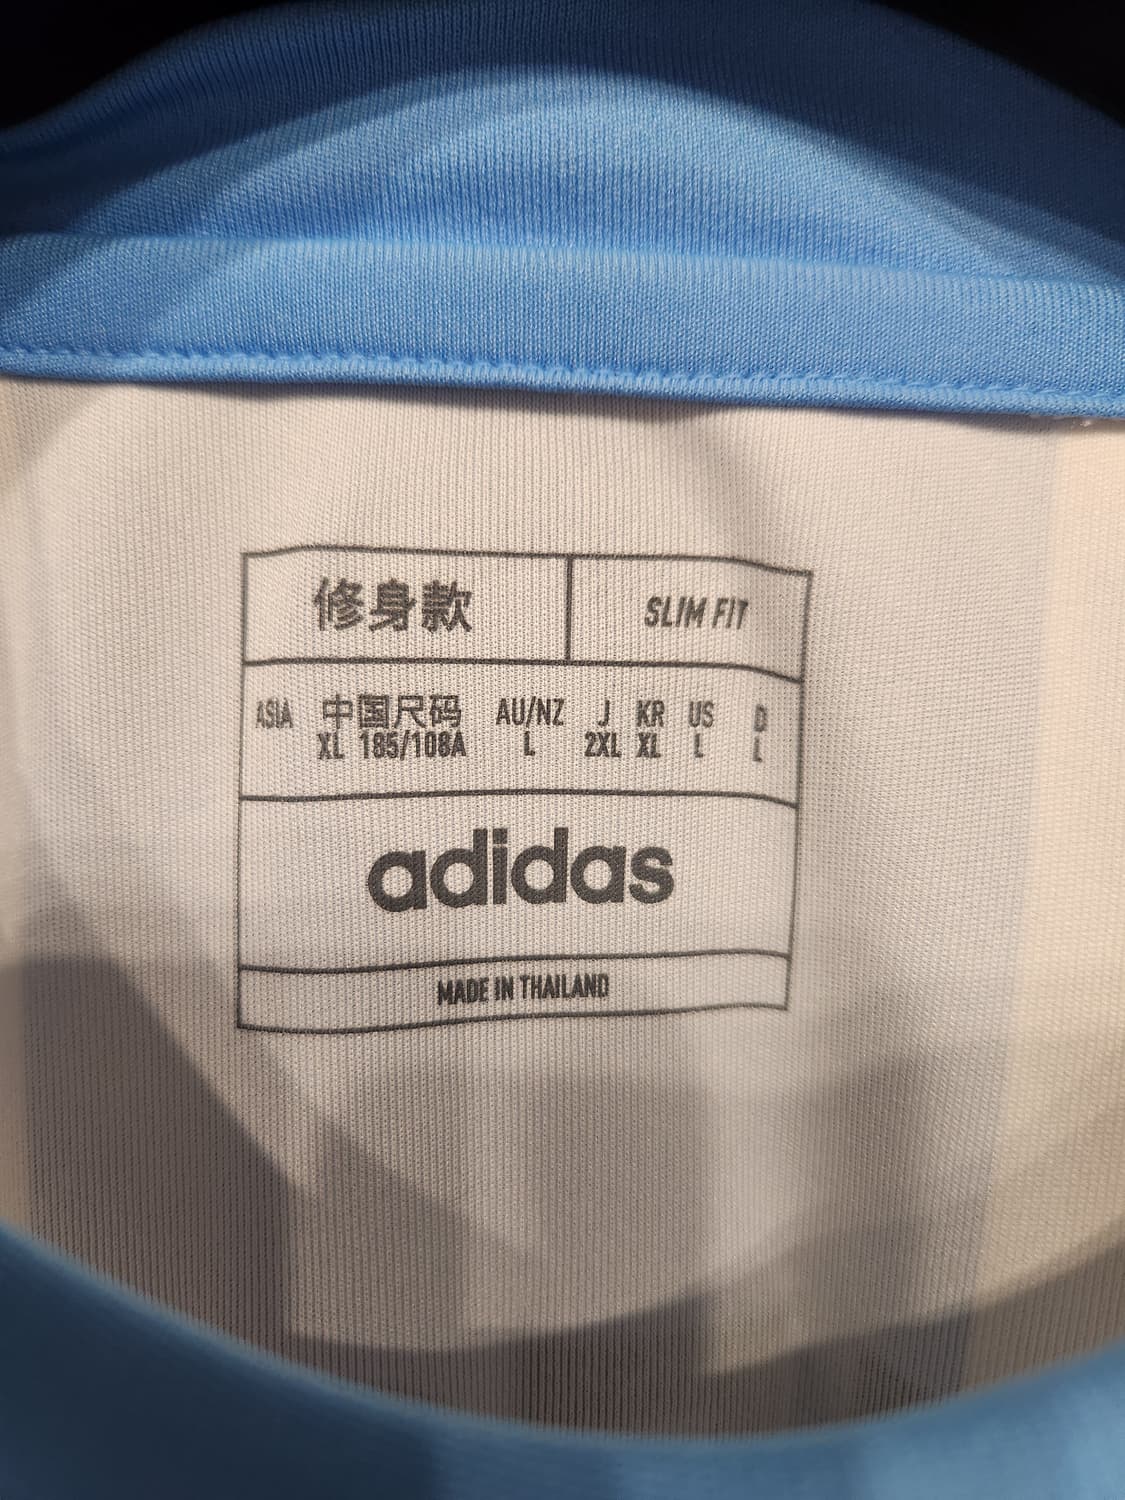 修身款 SLIM FIT
ASIA 中国尺码 AU/NZ J KR US D
XL 185/108A L 2XL XL L L
adidas
MADE IN THAILAND